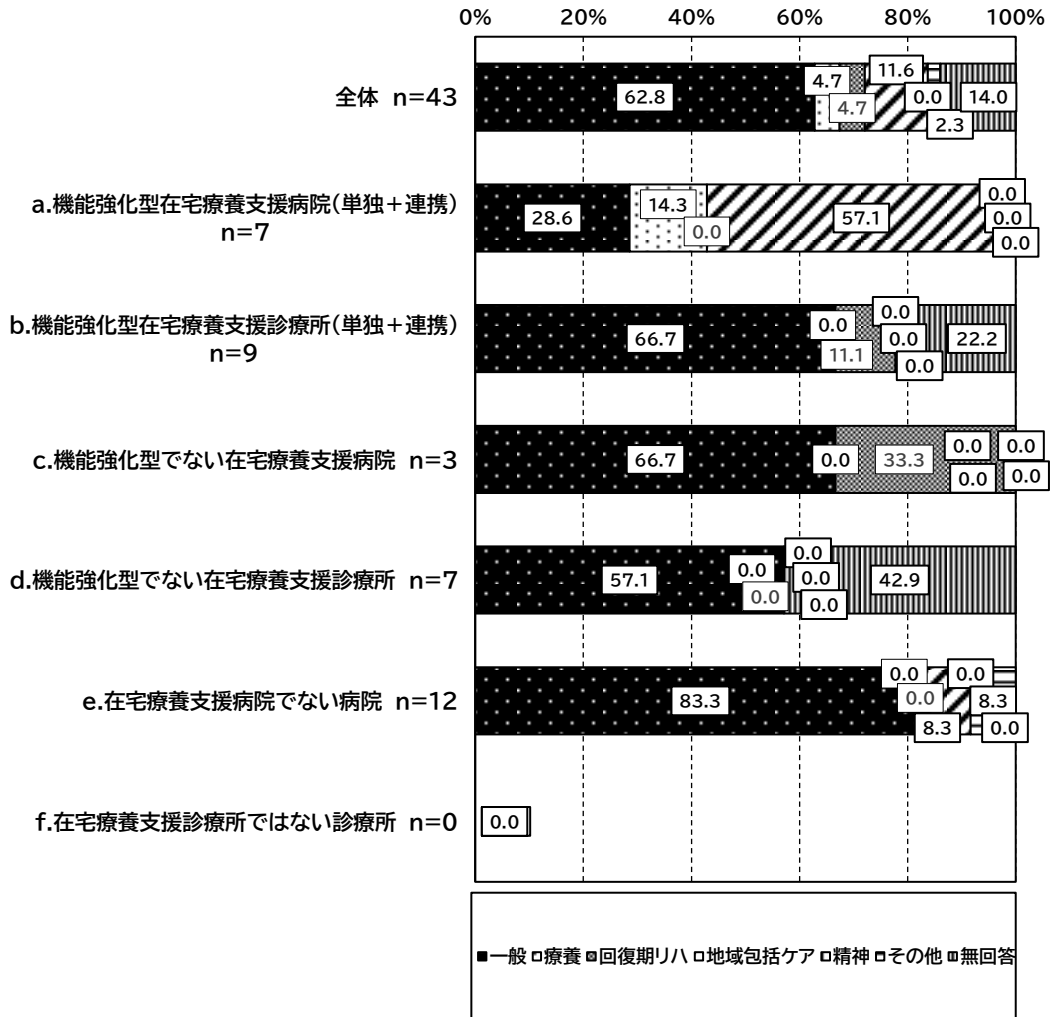 0% 20% 40% 60% 80% 100%
全体 n=43
62.8 4.7 4.7 11.6 0.0 2.3 14.0
a.機能強化型在宅療養支援病院(単独＋連携)
n=7
28.6 14.3 0.0 57.1 0.0 0.0 0.0
b.機能強化型在宅療養支援診療所(単独＋連携)
n=9
66.7 0.0 11.1 0.0 0.0 0.0 22.2
c.機能強化型でない在宅療養支援病院 n=3
66.7 0.0 33.3 0.0 0.0 0.0 0.0
d.機能強化型でない在宅療養支援診療所 n=7
57.1 0.0 0.0 0.0 0.0 0.0 42.9
e.在宅療養支援病院でない病院 n=12
83.3 0.0 0.0 8.3 0.0 8.3 0.0
f.在宅療養支援診療所ではない診療所 n=0
0.0
一般 療養 回復期リハ 地域包括ケア 精神 その他 無回答